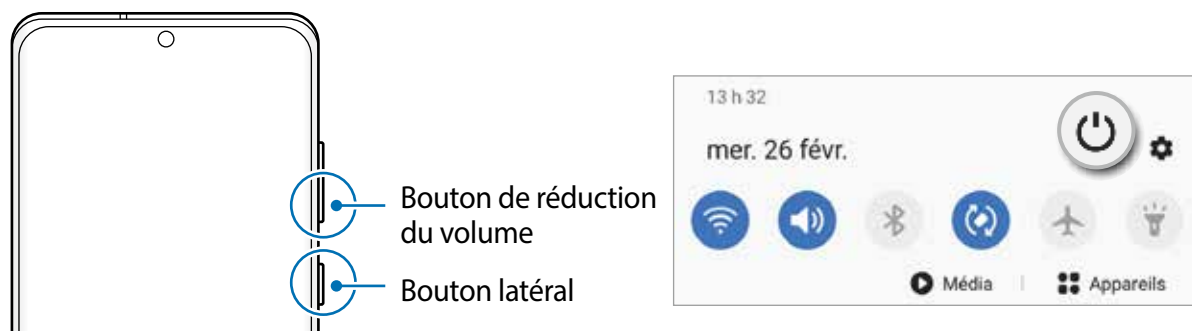 Bouton de réduction
du volume
Bouton latéral
13 h 32
mer. 26 févr.
Média
Appareils